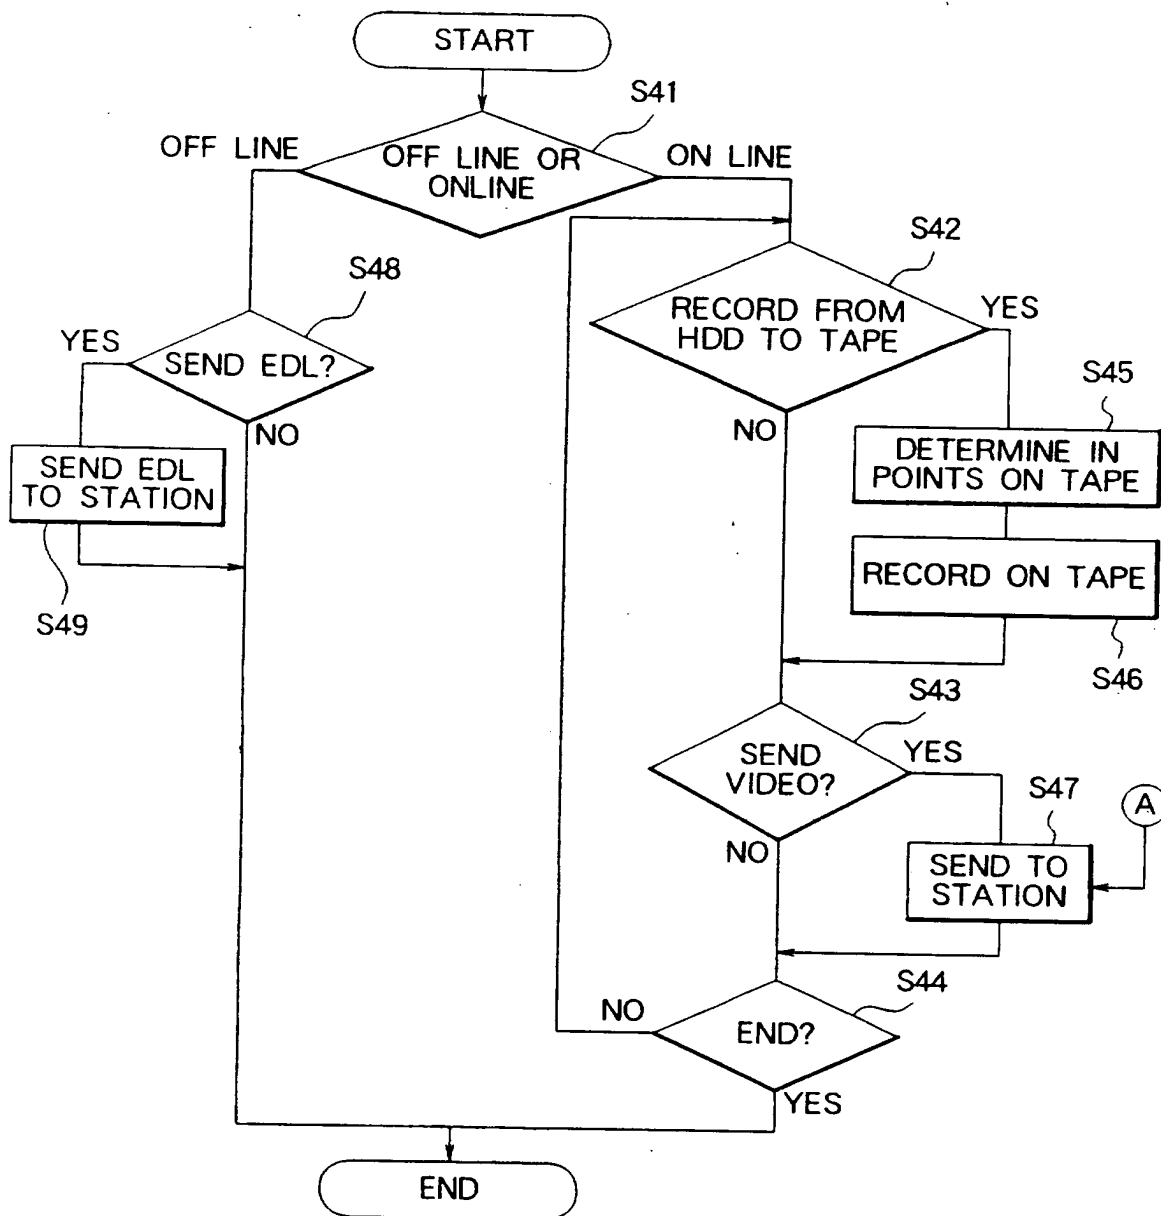 START
S41
OFF LINE
OFF LINE OR
ONLINE
ON LINE
S42
S48
RECORD FROM
HDD TO TAPE
YES
YES
SEND EDL?
S45
NO
NO
DETERMINE IN
POINTS ON TAPE
SEND EDL
TO STATION
RECORD ON TAPE
S49
S46
S43
SEND
VIDEO?
YES
S47
A
NO
SEND TO
STATION
S44
NO
END?
YES
END